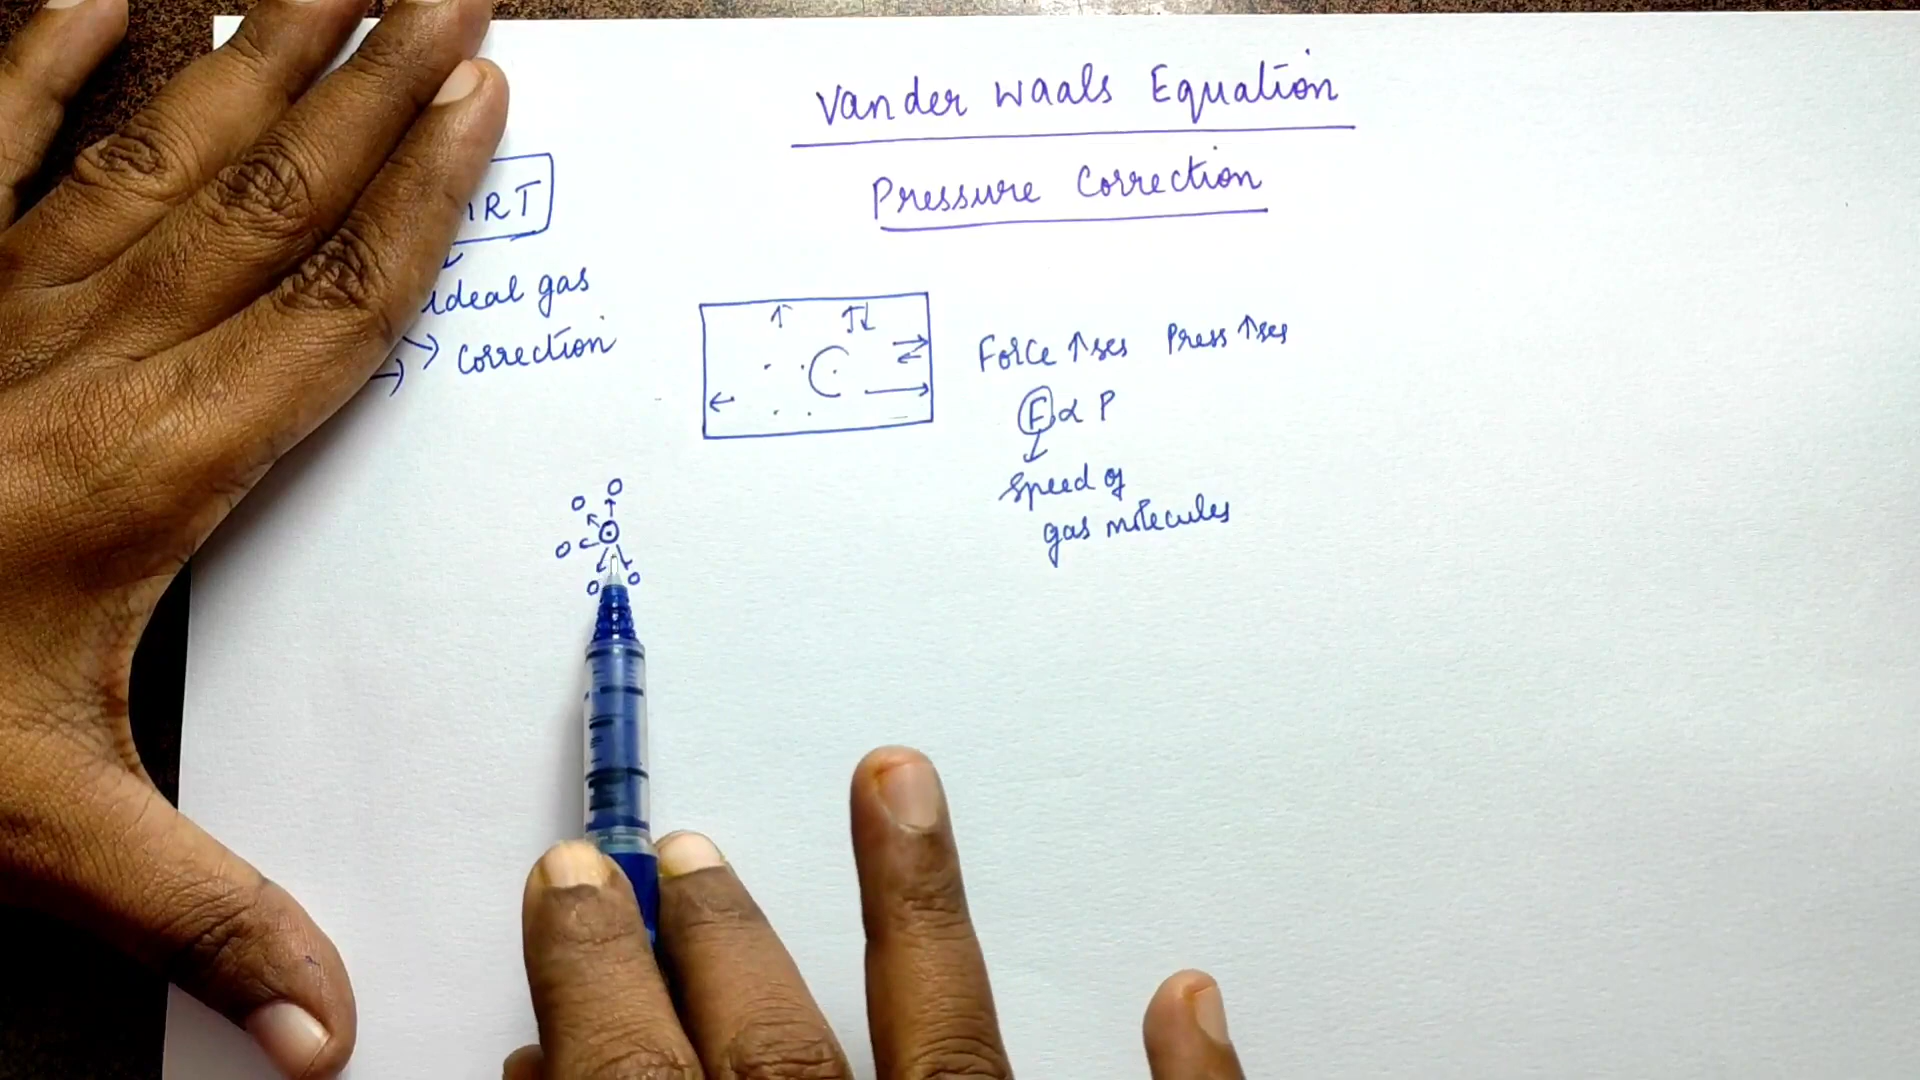 Van der Waals Equation
Pressure Correction
RT
ideal gas
Correction
Force ↑ses Press ↑ses
F ∝ P
Speed of
gas molecules